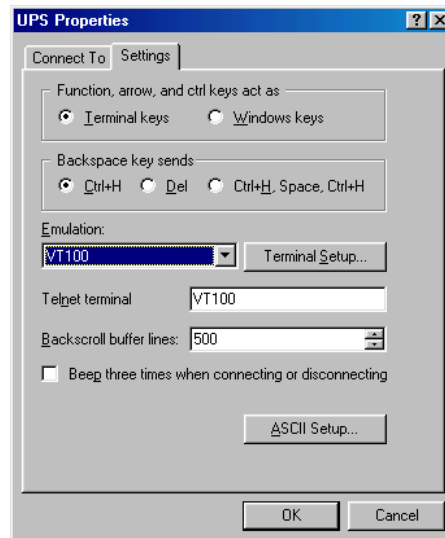 UPS Properties
Connect To Settings
Function, arrow, and ctrl keys act as
Terminal keys Windows keys
Backspace key sends
Ctrl+H Del Ctrl+H, Space, Ctrl+H
Emulation:
VT100 Terminal Setup...
Telnet terminal VT100
Backscroll buffer lines: 500
Beep three times when connecting or disconnecting
ASCII Setup...
OK Cancel